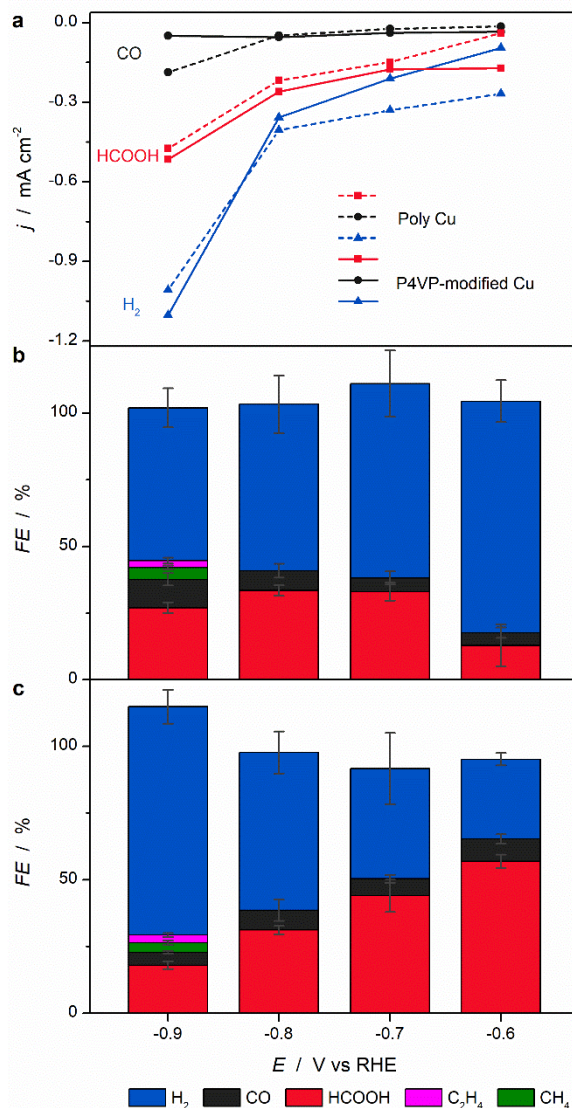 a
0.0
-0.3
-0.6
-0.9
-1.2
j / mA cm⁻²
CO
HCOOH
H₂
Poly Cu
P4VP-modified Cu
b
100
50
0
FE / %
c
100
50
0
FE / %
-0.9 -0.8 -0.7 -0.6
E / V vs RHE
H₂ CO HCOOH C₂H₄ CH₄